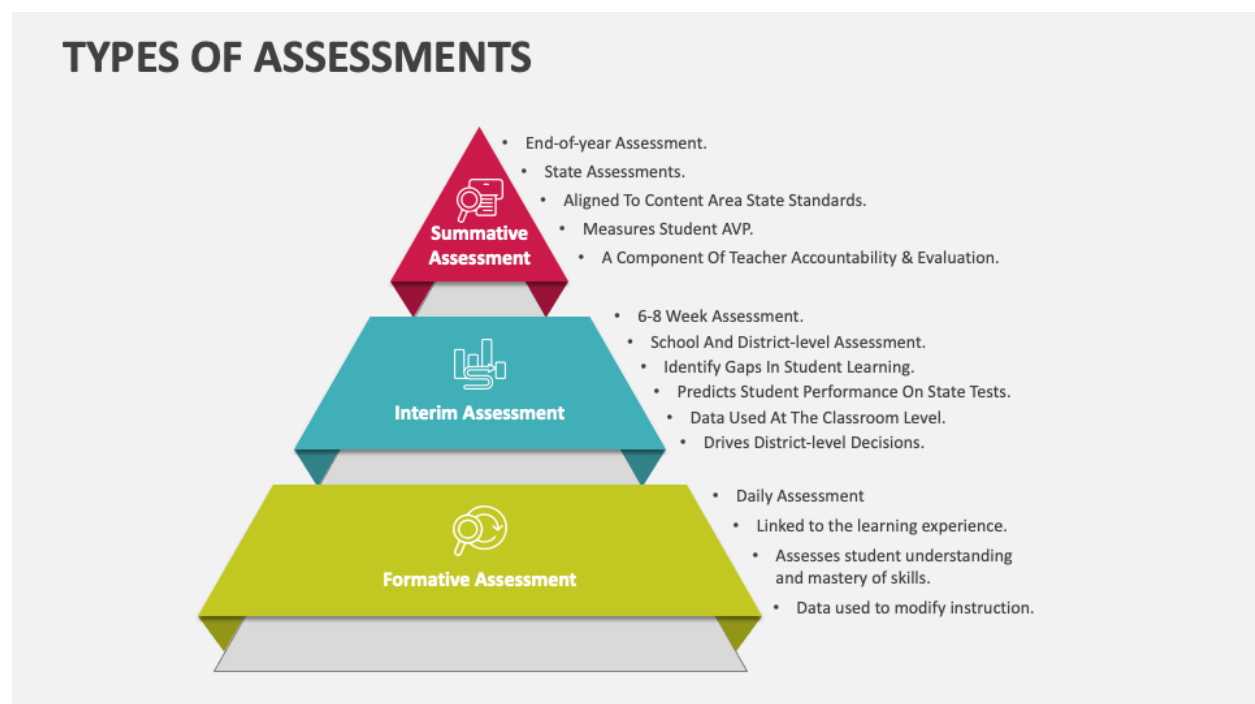 TYPES OF ASSESSMENTS
Summative
Assessment
• End-of-year Assessment.
• State Assessments.
• Aligned To Content Area State Standards.
• Measures Student AVP.
• A Component Of Teacher Accountability & Evaluation.
Interim Assessment
• 6-8 Week Assessment.
• School And District-level Assessment.
• Identify Gaps In Student Learning.
• Predicts Student Performance On State Tests.
• Data Used At The Classroom Level.
• Drives District-level Decisions.
Formative Assessment
• Daily Assessment
• Linked to the learning experience.
• Assesses student understanding
and mastery of skills.
• Data used to modify instruction.